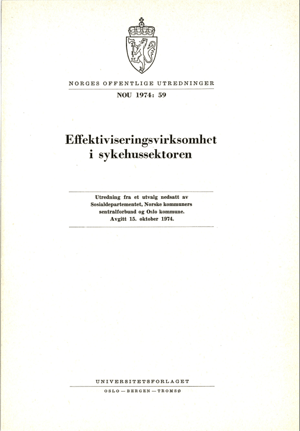 NORGES OFFENTLIGE UTREDNINGER
NOU 1974: 59
Effektiviseringsvirksomhet
i sykehussektoren
Utredning fra et utvalg nedsatt av
Sosialdepartementet, Norske kommuners
sentralforbund og Oslo kommune.
Avgitt 15. oktober 1974.
UNIVERSITETSFORLAGET
OSLO — BERGEN — TROMSØ